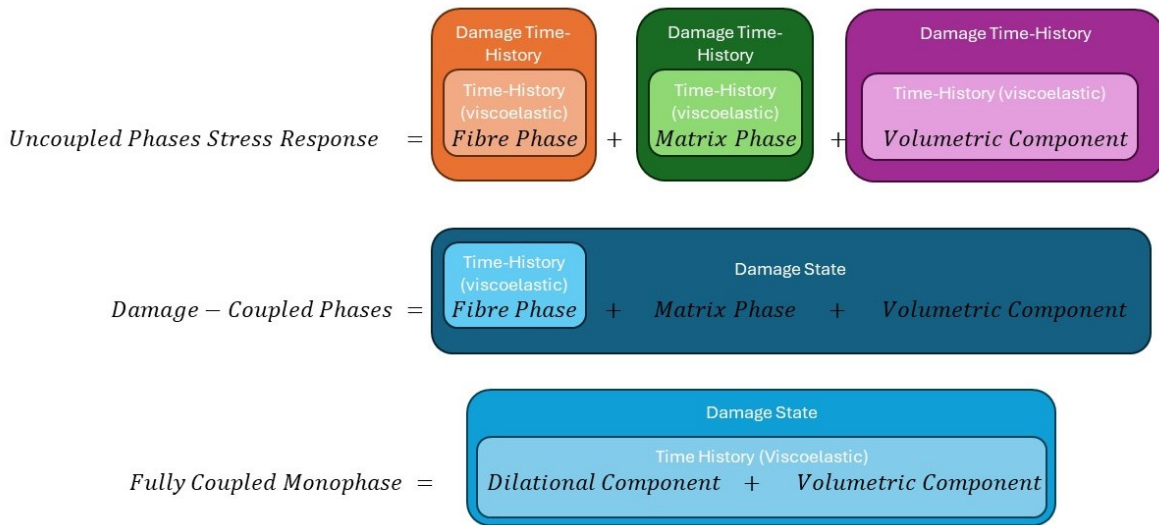 Damage Time-
History
Time-History
(viscoelastic)
Fibre Phase
Damage Time-
History
Time-History
(viscoelastic)
Matrix Phase
Damage Time-History
Time-History (viscoelastic)
Volumetric Component
Uncoupled Phases Stress Response =
+
+
Damage State
Time-History
(viscoelastic)
Damage − Coupled Phases = Fibre Phase + Matrix Phase + Volumetric Component
Damage State
Time History (Viscoelastic)
Fully Coupled Monophase = Dilational Component + Volumetric Component